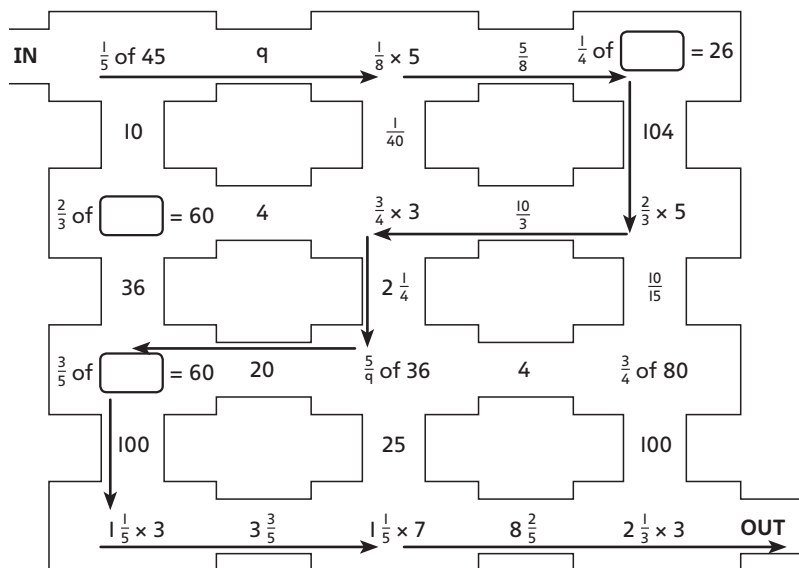 IN 1/5 of 45 9 1/8 × 5 5/8 1/4 of = 26
10 1/40 104
2/3 of = 60 4 3/4 × 3 10/3 2/3 × 5
36 2 1/4 10/15
3/5 of = 60 20 5/9 of 36 4 3/4 of 80
100 25 100
1 1/5 × 3 3 3/5 1 1/5 × 7 8 2/5 2 1/3 × 3 OUT